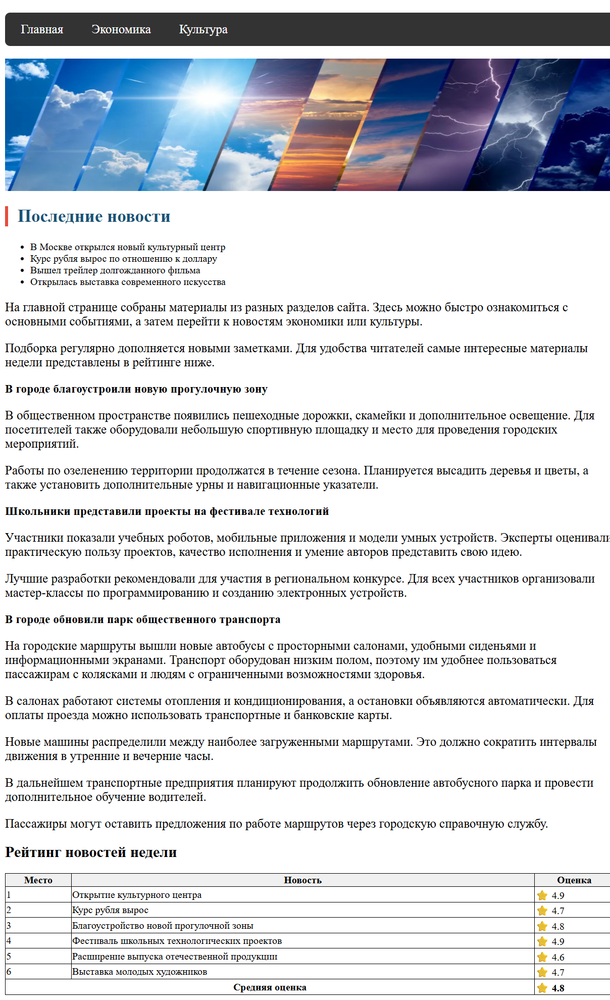 Главная Экономика Культура
Последние новости
• В Москве открылся новый культурный центр
• Курс рубля вырос по отношению к доллару
• Вышел трейлер долгожданного фильма
• Открылась выставка современного искусства
На главной странице собраны материалы из разных разделов сайта. Здесь можно быстро ознакомиться с
основными событиями, а затем перейти к новостям экономики или культуры.
Подборка регулярно дополняется новыми заметками. Для удобства читателей самые интересные материалы
недели представлены в рейтинге ниже.
В городе благоустроили новую прогулочную зону
В общественном пространстве появились пешеходные дорожки, скамейки и дополнительное освещение. Для
посетителей также оборудовали небольшую спортивную площадку и место для проведения городских
мероприятий.
Работы по озеленению территории продолжатся в течение сезона. Планируется высадить деревья и цветы, а
также установить дополнительные урны и навигационные указатели.
Школьники представили проекты на фестивале технологий
Участники показали учебных роботов, мобильные приложения и модели умных устройств. Эксперты оценивали
практическую пользу проектов, качество исполнения и умение авторов представить свою идею.
Лучшие разработки рекомендовали для участия в региональном конкурсе. Для всех участников организовали
мастер-классы по программированию и созданию электронных устройств.
В городе обновили парк общественного транспорта
На городские маршруты вышли новые автобусы с просторными салонами, удобными сиденьями и
информационными экранами. Транспорт оборудован низким полом, поэтому им удобнее пользоваться
пассажирам с колясками и людям с ограниченными возможностями здоровья.
В салонах работают системы отопления и кондиционирования, а остановки объявляются автоматически. Для
оплаты проезда можно использовать транспортные и банковские карты.
Новые машины распределили между наиболее загруженными маршрутами. Это должно сократить интервалы
движения в утренние и вечерние часы.
В дальнейшем транспортные предприятия планируют продолжить обновление автобусного парка и провести
дополнительное обучение водителей.
Пассажиры могут оставить предложения по работе маршрутов через городскую справочную службу.
Рейтинг новостей недели
Место Новость Оценка
1 Открытие культурного центра 4.9
2 Курс рубля вырос 4.7
3 Благоустройство новой прогулочной зоны 4.8
4 Фестиваль школьных технологических проектов 4.9
5 Расширение выпуска отечественной продукции 4.6
6 Выставка молодых художников 4.7
Средняя оценка 4.8